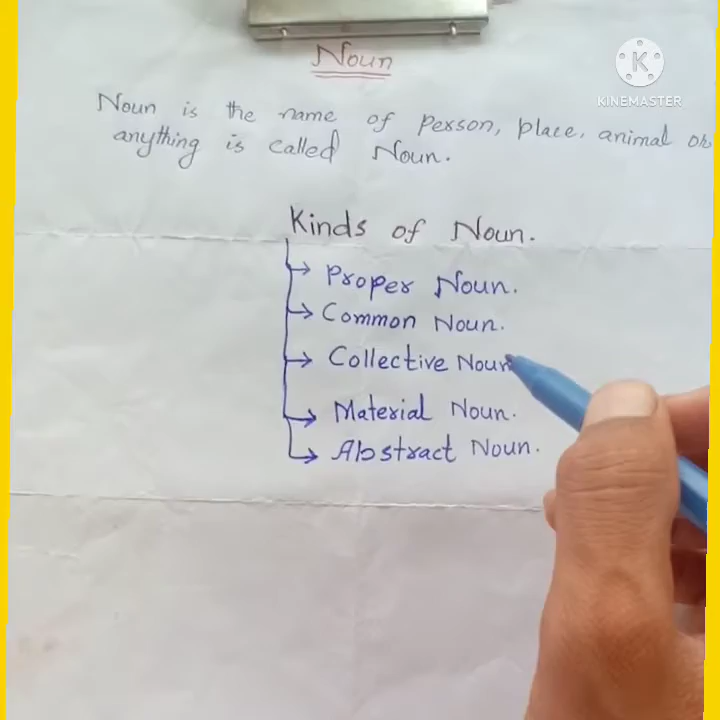 Noun
KINEMASTER
Noun is the name of person, place, animal or
anything is called Noun.
Kinds of Noun.
Proper Noun.
Common Noun.
Collective Noun
Material Noun.
Abstract Noun.